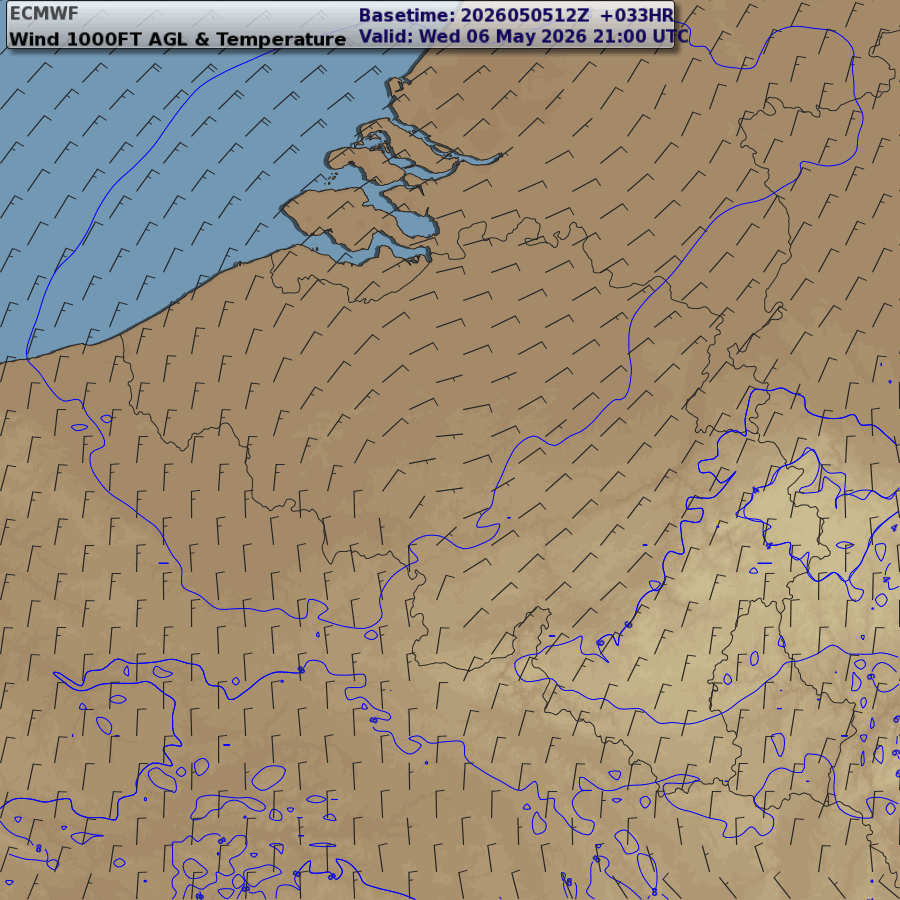 ECMWF
Wind 1000FT AGL & Temperature
Basetime: 2026050512Z +033HR
Valid: Wed 06 May 2026 21:00 UTC